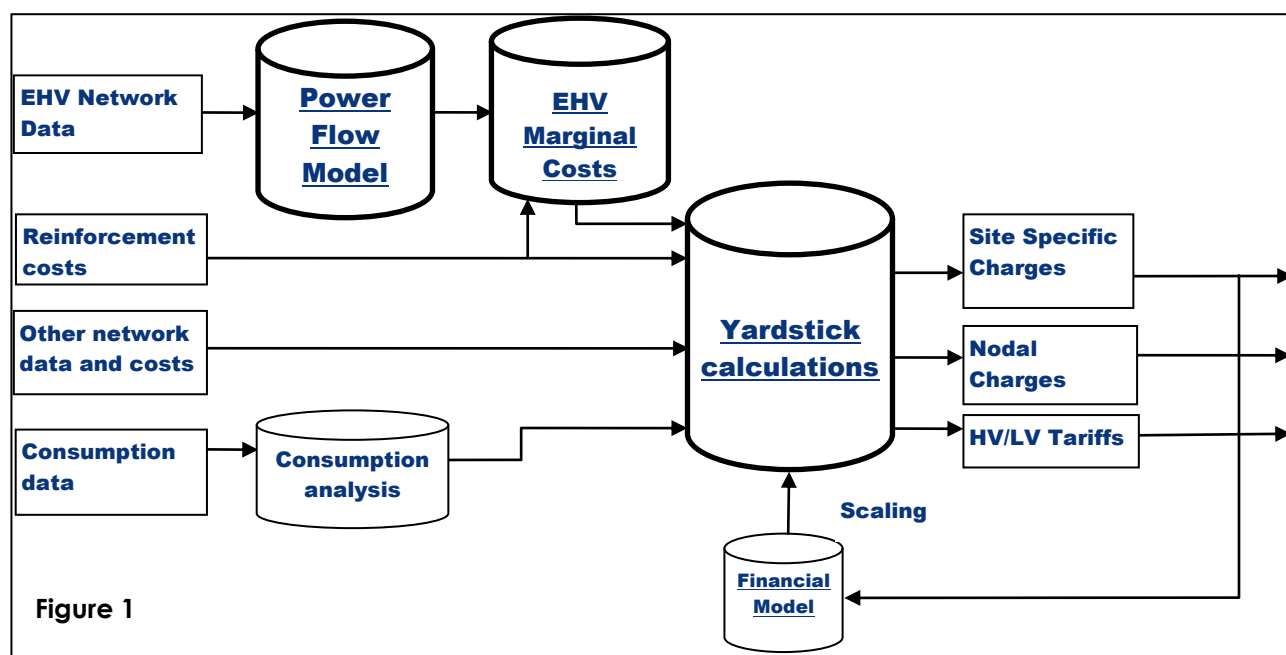 EHV Network
Data
Power
Flow
Model
EHV
Marginal
Costs
Reinforcement
costs
Other network
data and costs
Consumption
data
Consumption
analysis
Yardstick
calculations
Site Specific
Charges
Nodal
Charges
HV/LV Tariffs
Scaling
Financial
Model
Figure 1